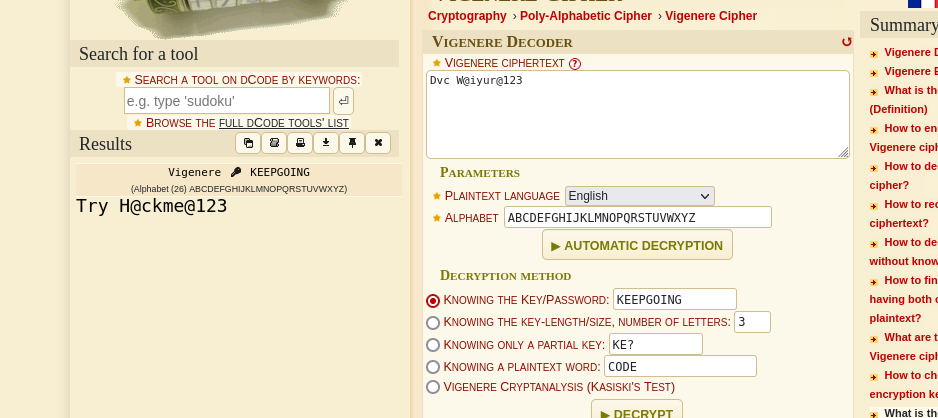 Search for a tool
★ SEARCH A TOOL ON DCODE BY KEYWORDS:
e.g. type 'sudoku'
★ BROWSE THE FULL DCODE TOOLS' LIST
Results
Vigenere KEEPGOING
(Alphabet (26) ABCDEFGHIJKLMNOPQRSTUVWXYZ)
Try H@ckme@123
Cryptography › Poly-Alphabetic Cipher › Vigenere Cipher
VIGENERE DECODER
★ VIGENERE CIPHERTEXT ?
Dvc W@iyur@123
PARAMETERS
★ PLAINTEXT LANGUAGE English
★ ALPHABET ABCDEFGHIJKLMNOPQRSTUVWXYZ
▶ AUTOMATIC DECRYPTION
DECRYPTION METHOD
KNOWING THE KEY/PASSWORD: KEEPGOING
KNOWING THE KEY-LENGTH/SIZE, NUMBER OF LETTERS: 3
KNOWING ONLY A PARTIAL KEY: KE?
KNOWING A PLAINTEXT WORD: CODE
VIGENERE CRYPTANALYSIS (KASISKI'S TEST)
▶ DECRYPT
Summary
Vigenere D
Vigenere E
What is th
(Definition)
How to en
Vigenere ciph
How to de
cipher?
How to rec
ciphertext?
How to de
without know
How to fin
having both c
plaintext?
What are t
Vigenere ciph
How to ch
encryption ke
What is th